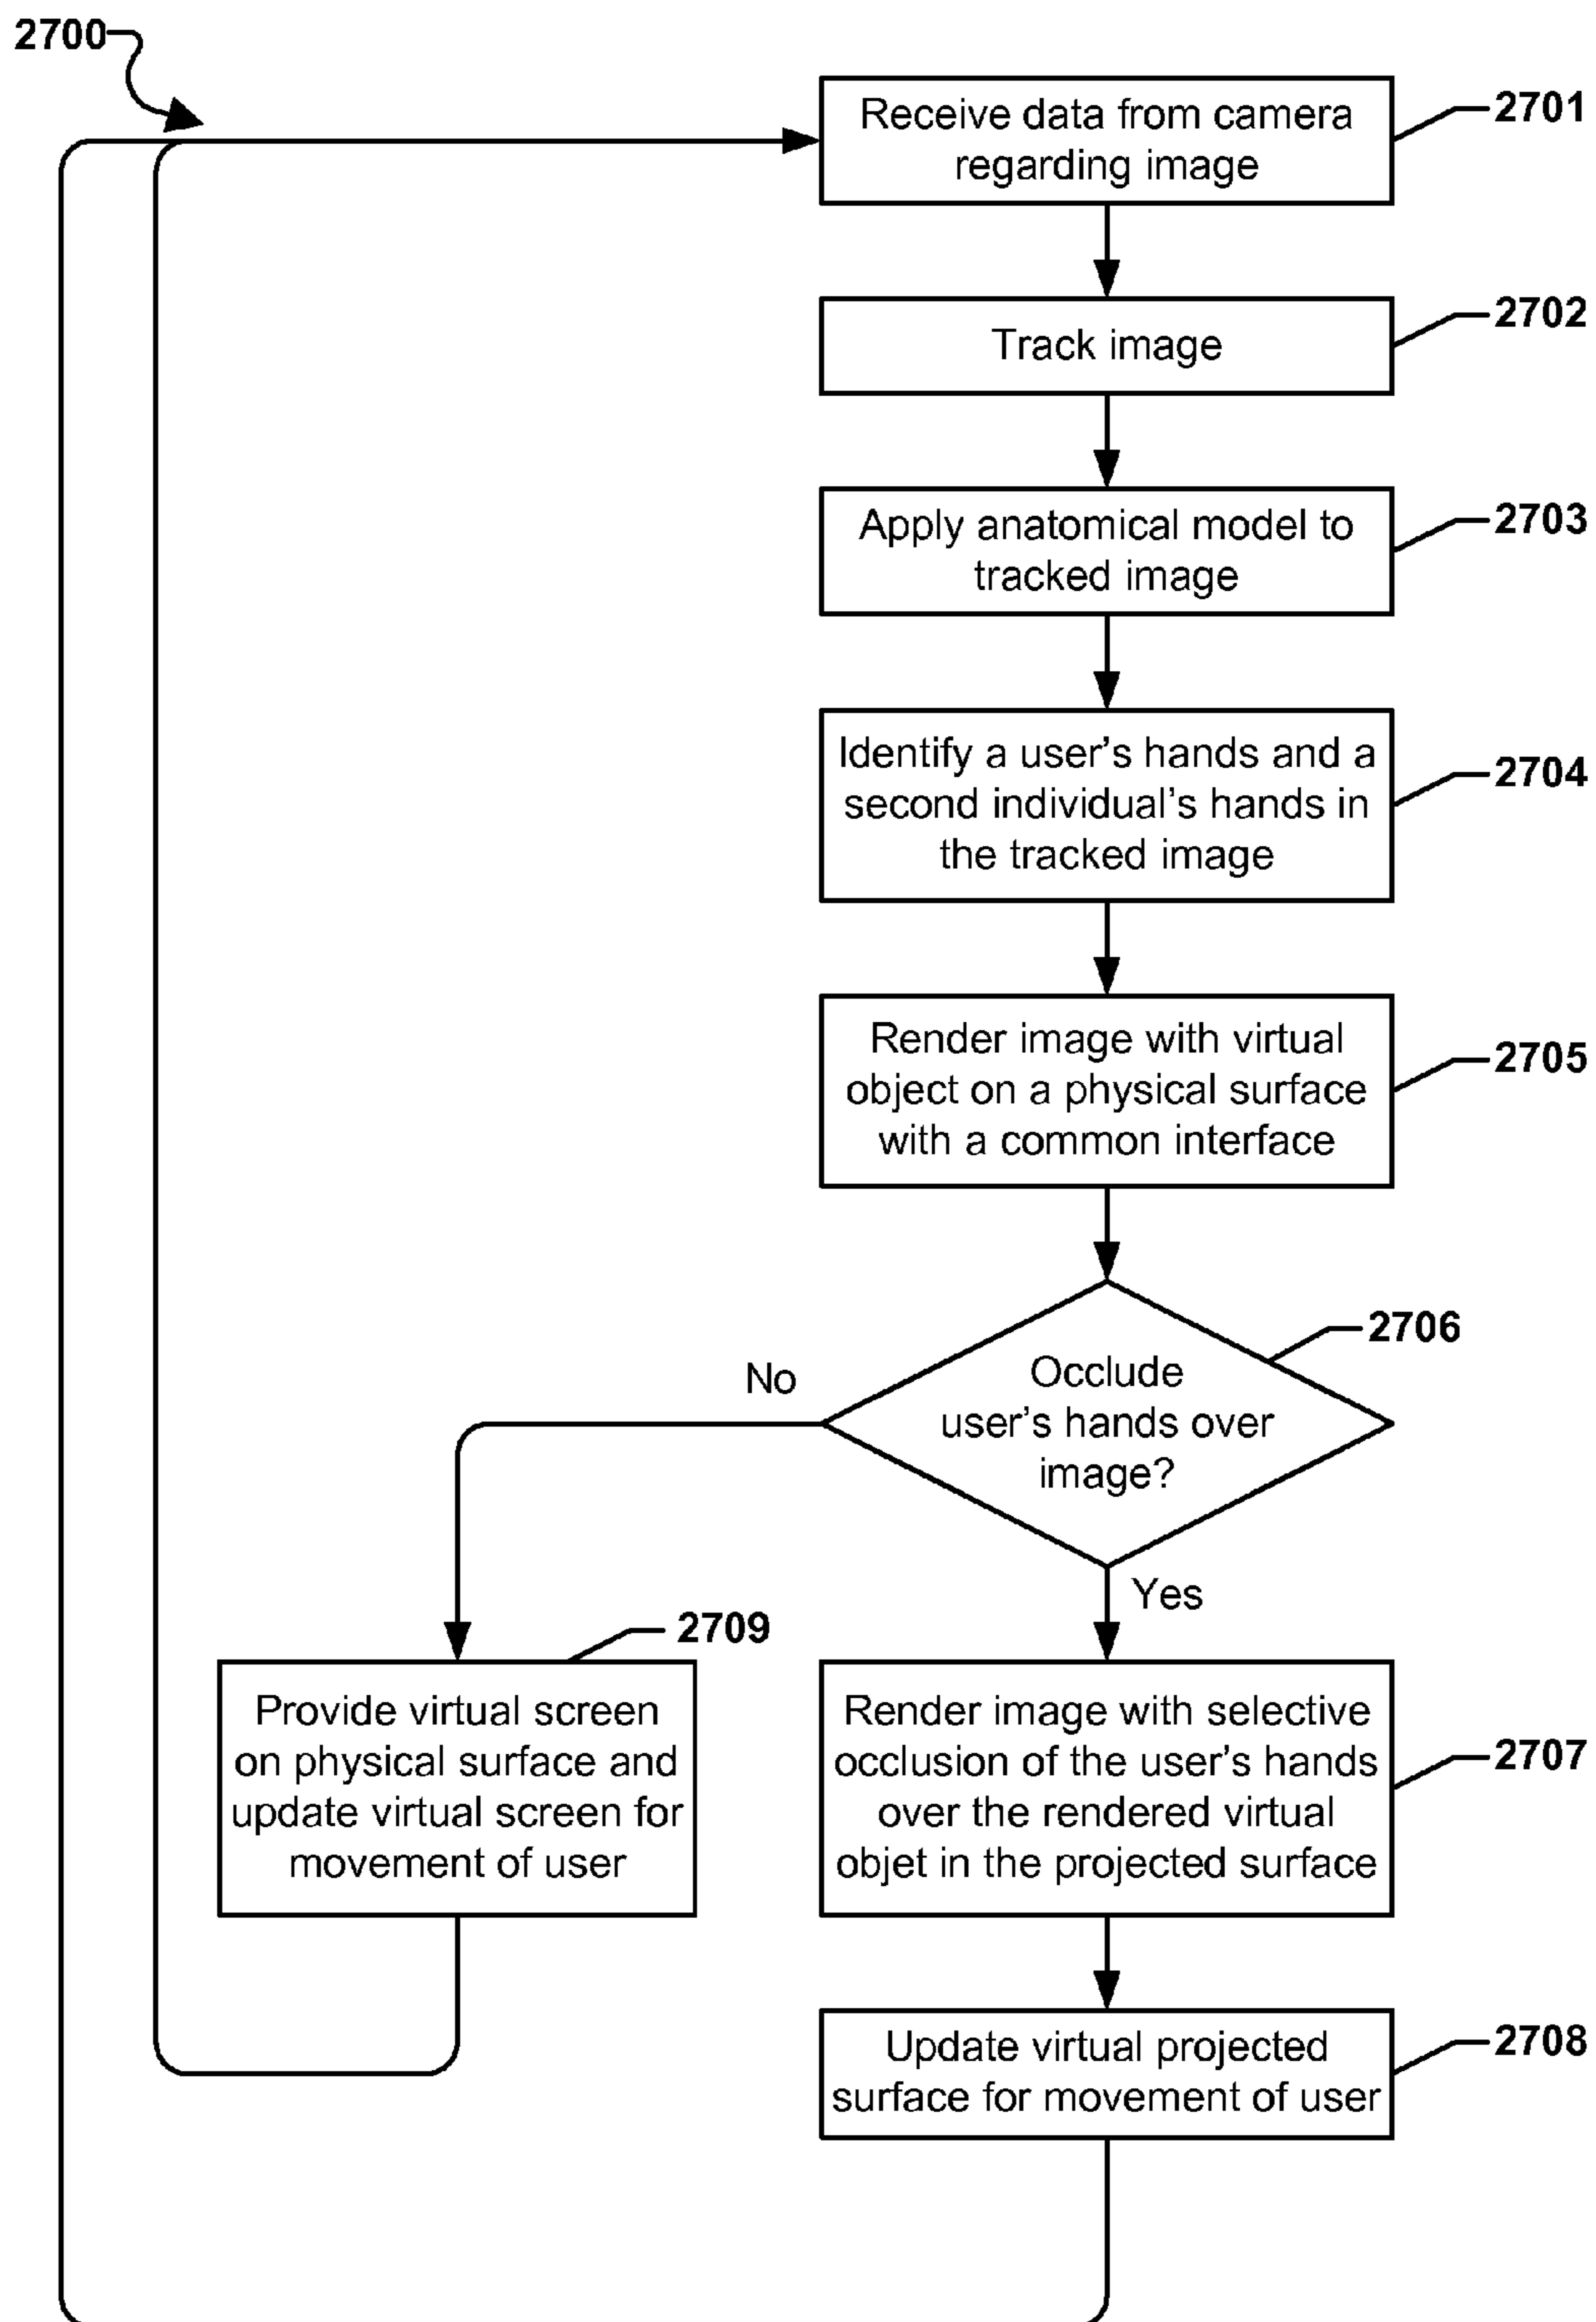 2700
Receive data from camera
regarding image
2701
Track image
2702
Apply anatomical model to
tracked image
2703
Identify a user's hands and a
second individual's hands in
the tracked image
2704
Render image with virtual
object on a physical surface
with a common interface
2705
Occlude
user's hands over
image?
2706
No
Yes
2709
Provide virtual screen
on physical surface and
update virtual screen for
movement of user
Render image with selective
occlusion of the user's hands
over the rendered virtual
objet in the projected surface
2707
Update virtual projected
surface for movement of user
2708